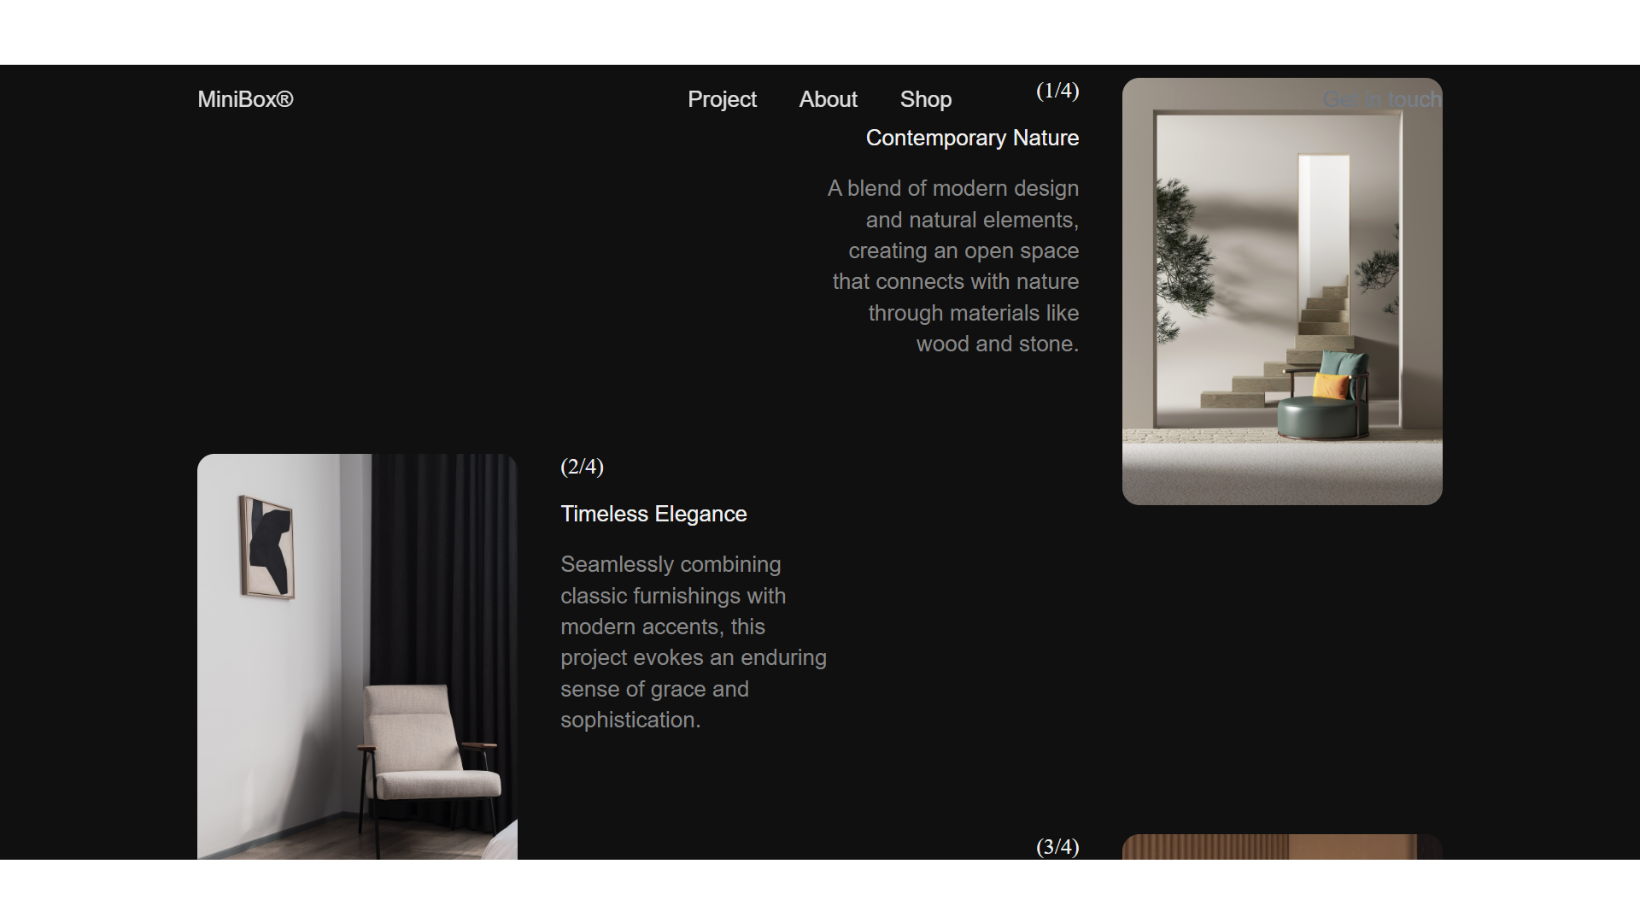 MiniBox®
Project
About
Shop
Get in touch
(1/4)
Contemporary Nature
A blend of modern design
and natural elements,
creating an open space
that connects with nature
through materials like
wood and stone.
(2/4)
Timeless Elegance
Seamlessly combining
classic furnishings with
modern accents, this
project evokes an enduring
sense of grace and
sophistication.
(3/4)